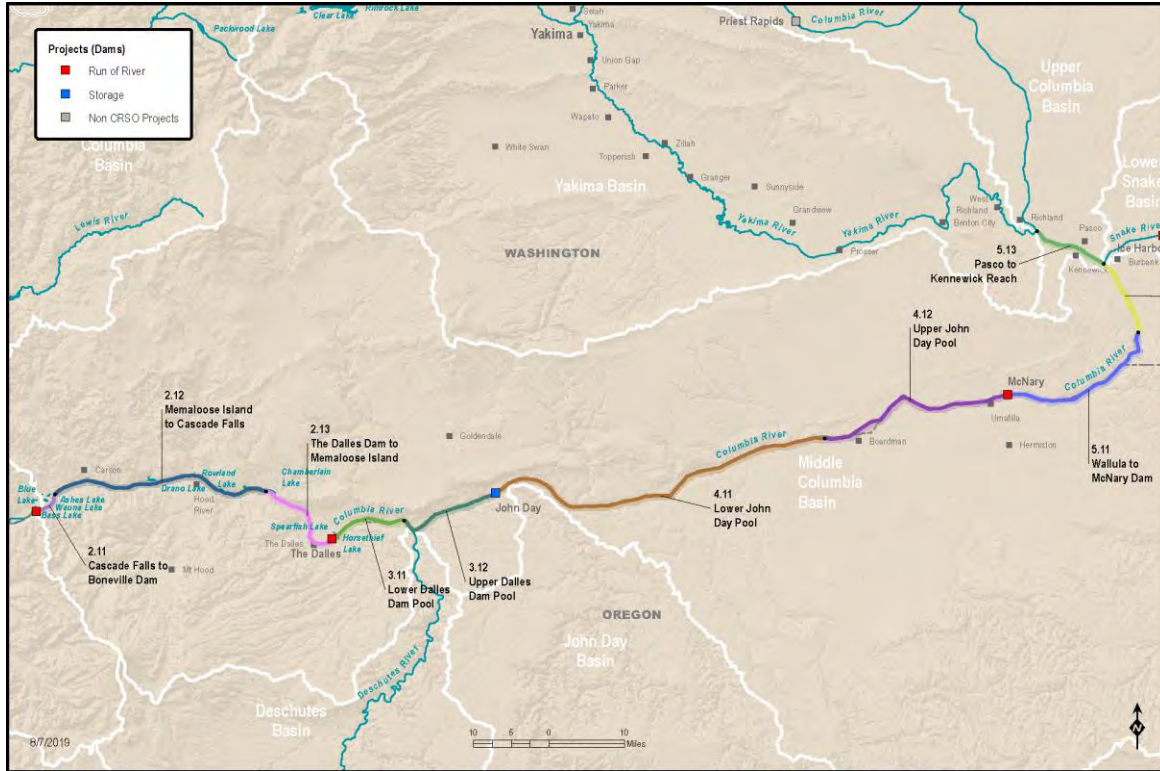 Projects (Dams)
Run of River
Storage
Non CRSO Projects
Packwood Lake
Clear Lake
Rimrock Lake
Columbia
Basin
Lewis River
Selah
Yakima
Yakima
Union Gap
Parker
Wapato
White Swan
Toppenish
Zillah
Granger
Sunnyside
Grandview
Yakima Basin
Yakima River
Yakima River
Prosser
WASHINGTON
Priest Rapids
Columbia River
Upper
Columbia
Basin
Lower
Snake
Basin
West
Richland
Benton City
Richland
Pasco
Kennewick
Snake River
Ice Harbo
Burbank
5.13
Pasco to
Kennewick Reach
4.12
Upper John
Day Pool
McNary
Columbia River
Umatilla
Hermiston
Boardman
5.11
Wallula to
McNary Dam
2.12
Memaloose Island
to Cascade Falls
2.13
The Dalles Dam to
Memaloose Island
Goldendale
Carson
Blue
Lake
Ashes Lake
Wauna Lake
Bass Lake
Drano Lake
Rowland
Lake
Hood
River
Chamberlain
Lake
Spearfish Lake
Columbia River
The Dalles
The Dalles
Horsethief
Lake
John Day
Columbia River
Middle
Columbia
Basin
4.11
Lower John
Day Pool
2.11
Cascade Falls to
Boneville Dam
Mt Hood
3.11
Lower Dalles
Dam Pool
3.12
Upper Dalles
Dam Pool
OREGON
John Day
Basin
Deschutes River
Deschutes
Basin
8/7/2019
10 5 0 10
Miles
N